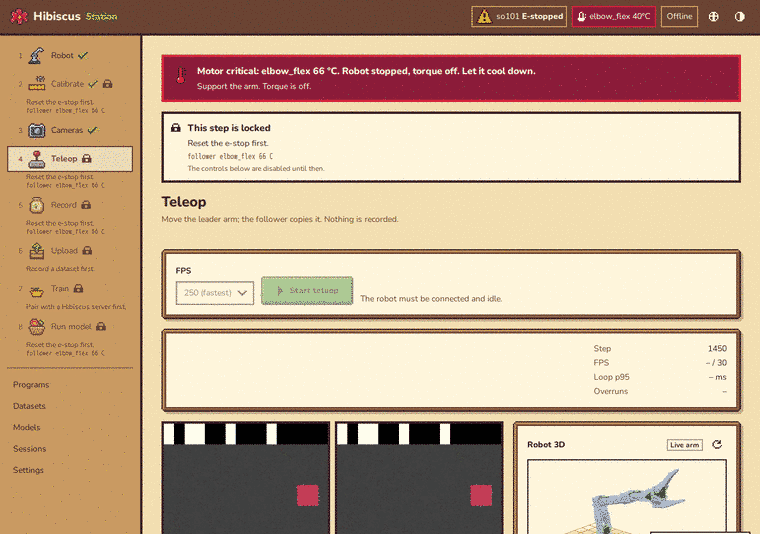 Hibiscus Station
so101 E-stopped
elbow_flex 40°C
Offline
1 Robot
2 Calibrate
Reset the e-stop first.
follower elbow_flex 66 C
3 Cameras
4 Teleop
Reset the e-stop first.
follower elbow_flex 66 C
5 Record
Reset the e-stop first.
follower elbow_flex 66 C
6 Upload
Record a dataset first.
7 Train
Pair with a Hibiscus server first.
8 Run model
Reset the e-stop first.
follower elbow_flex 66 C
Programs
Datasets
Models
Sessions
Settings
Motor critical: elbow_flex 66 °C. Robot stopped, torque off. Let it cool down.
Support the arm. Torque is off.
This step is locked
Reset the e-stop first.
follower elbow_flex 66 C
The controls below are disabled until then.
Teleop
Move the leader arm; the follower copies it. Nothing is recorded.
FPS
250 (fastest)
Start teleop
The robot must be connected and idle.
Step 1450
FPS – / 30
Loop p95 – ms
Overruns –
Robot 3D
Live arm